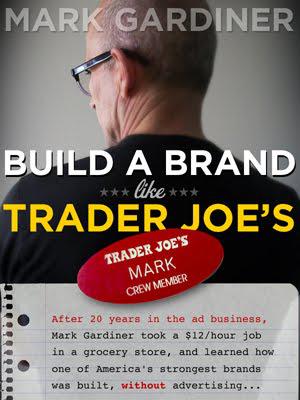 MARK GARDINER
BUILD A BRAND
like
TRADER JOE'S
TRADER JOE'S
MARK
CREW MEMBER
After 20 years in the ad business,
Mark Gardiner took a $12/hour job
in a grocery store, and learned how
one of America's strongest brands
was built, without advertising...